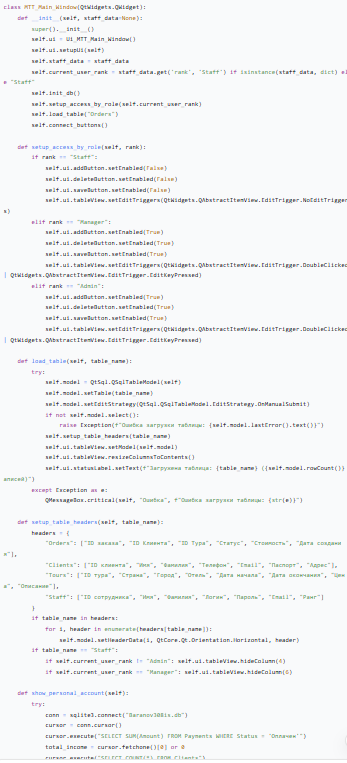 class MTT_Main_Window(QtWidgets.QWidget):
    def __init__(self, staff_data=None):
        super().__init__()
        self.ui = Ui_MTT_Main_Window()
        self.ui.setupUi(self)
        self.staff_data = staff_data
        self.current_user_rank = staff_data.get("rank", "Staff") if isinstance(staff_data, dict) el
e "Staff"
        self.init_db()
        self.setup_access_by_role(self.current_user_rank)
        self.load_table("Orders")
        self.connect_buttons()
    def setup_access_by_role(self, rank):
        if rank == "Staff":
            self.ui.addButton.setEnabled(False)
            self.ui.deleteButton.setEnabled(False)
            self.ui.saveButton.setEnabled(False)
            self.ui.tableView.setEditTriggers(QtWidgets.QAbstractItemView.EditTrigger.NoEditTrigger
s)
        elif rank == "Manager":
            self.ui.addButton.setEnabled(True)
            self.ui.deleteButton.setEnabled(True)
            self.ui.saveButton.setEnabled(True)
            self.ui.tableView.setEditTriggers(QtWidgets.QAbstractItemView.EditTrigger.DoubleClicked
| QtWidgets.QAbstractItemView.EditTrigger.EditKeyPressed)
        elif rank == "Admin":
            self.ui.addButton.setEnabled(True)
            self.ui.deleteButton.setEnabled(True)
            self.ui.saveButton.setEnabled(True)
            self.ui.tableView.setEditTriggers(QtWidgets.QAbstractItemView.EditTrigger.DoubleClicked
| QtWidgets.QAbstractItemView.EditTrigger.EditKeyPressed)
    def load_table(self, table_name):
        try:
            self.model = QtSql.QSqlTableModel(self)
            self.model.setTable(table_name)
            self.model.setEditStrategy(QtSql.QSqlTableModel.EditStrategy.OnManualSubmit)
            if not self.model.select():
                raise Exception(f"Ошибка загрузки таблицы: {self.model.lastError().text()}")
            self.setup_table_headers(table_name)
            self.ui.tableView.setModel(self.model)
            self.ui.tableView.resizeColumnsToContents()
            self.ui.statusLabel.setText(f"Загружена таблица: {table_name} ({self.model.rowCount()}
аписей)")
        except Exception as e:
            QMessageBox.critical(self, "Ошибка", f"Ошибка загрузки таблицы: {str(e)}")
    def setup_table_headers(self, table_name):
        headers = {
            "Orders": ["ID заказа", "ID Клиента", "ID Тура", "Статус", "Стоимость", "Дата создани
я"],
            "Clients": ["ID клиента", "Имя", "Фамилия", "Телефон", "Email", "Паспорт", "Адрес"],
            "Tours": ["ID тура", "Страна", "Город", "Отель", "Дата начала", "Дата окончания", "Цен
а", "Описание"],
            "Staff": ["ID сотрудника", "Имя", "Фамилия", "Логин", "Пароль", "Email", "Ранг"]
        }
        if table_name in headers:
            for i, header in enumerate(headers[table_name]):
                self.model.setHeaderData(i, QtCore.Qt.Orientation.Horizontal, header)
        if table_name == "Staff":
            if self.current_user_rank != "Admin": self.ui.tableView.hideColumn(4)
            if self.current_user_rank == "Manager": self.ui.tableView.hideColumn(6)
    def show_personal_account(self):
        try:
            conn = sqlite3.connect("Baranov308is.db")
            cursor = conn.cursor()
            cursor.execute("SELECT SUM(Amount) FROM Payments WHERE Status = 'Оплачен'")
            total_income = cursor.fetchone()[0] or 0
            cursor.execute("SELECT COUNT(*) FROM Clients")